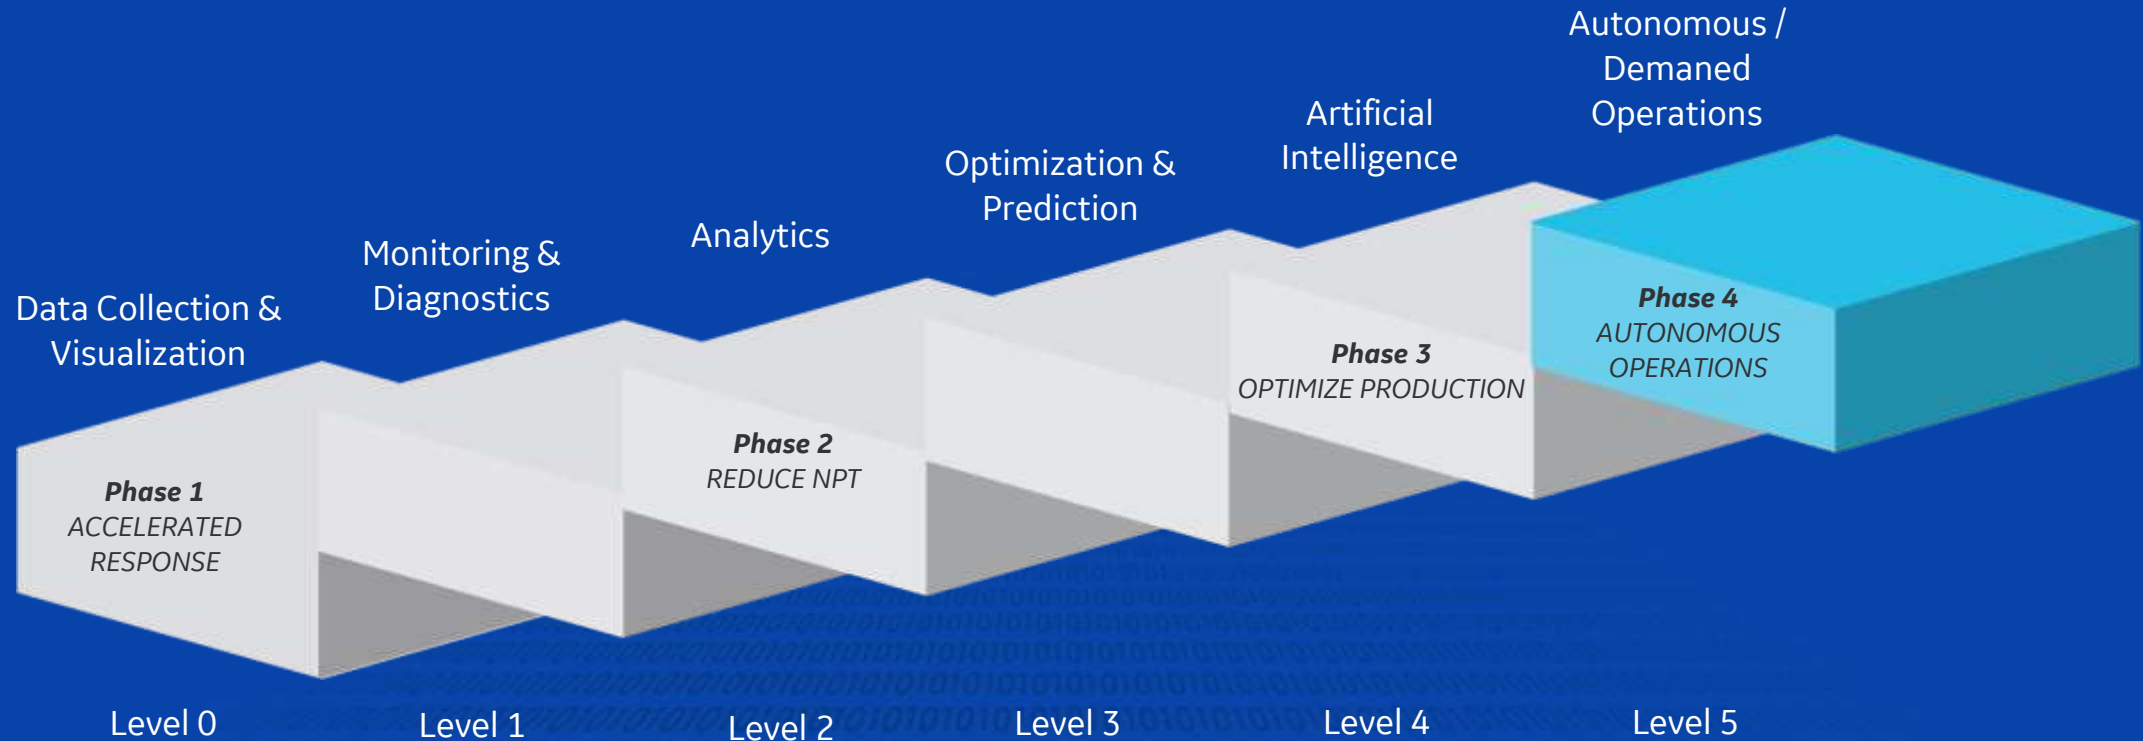 Autonomous /
Demaned
Operations
Artificial
Intelligence
Optimization &
Prediction
Analytics
Monitoring &
Diagnostics
Data Collection &
Visualization
Phase 1
ACCELERATED
RESPONSE
Phase 2
REDUCE NPT
Phase 3
OPTIMIZE PRODUCTION
Phase 4
AUTONOMOUS
OPERATIONS
Level 0
Level 1
Level 2
Level 3
Level 4
Level 5